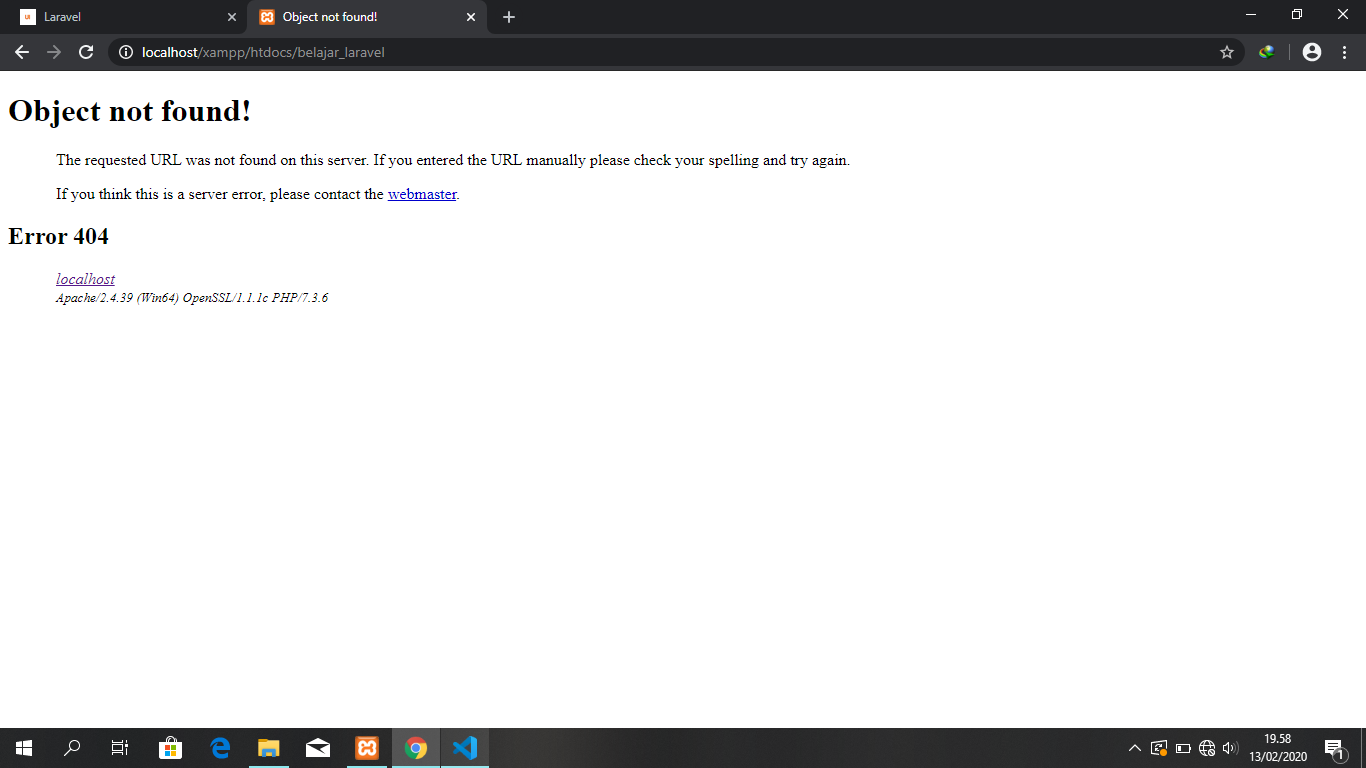 Laravel
Object not found!
localhost/xampp/htdocs/belajar_laravel
Object not found!
The requested URL was not found on this server. If you entered the URL manually please check your spelling and try again.
If you think this is a server error, please contact the webmaster.
Error 404
localhost
Apache/2.4.39 (Win64) OpenSSL/1.1.1c PHP/7.3.6
19.58
13/02/2020
1